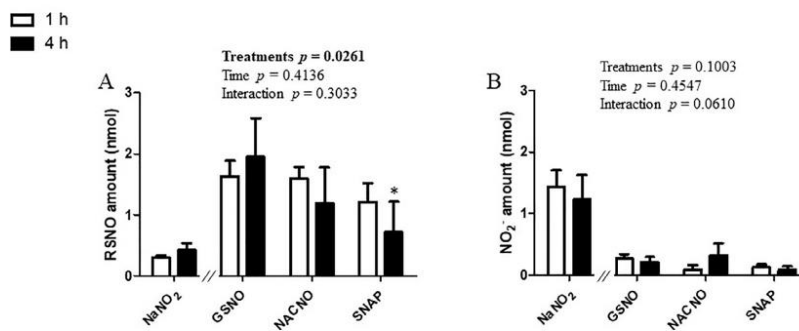 1 h
4 h
A
Treatments p = 0.0261
Time p = 0.4136
Interaction p = 0.3033
RSNO amount (nmol)
3
2
1
0
*
NaNO₂
GSNO
NACNO
SNAP
B
Treatments p = 0.1003
Time p = 0.4547
Interaction p = 0.0610
NO₂⁻ amount (nmol)
3
2
1
0
NaNO₂
GSNO
NACNO
SNAP